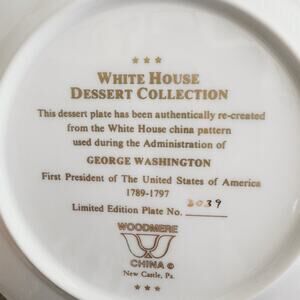 ★ ★ ★
WHITE HOUSE
DESSERT COLLECTION
This dessert plate has been authentically re-created
from the White House china pattern
used during the Administration of
GEORGE WASHINGTON
First President of The United States of America
1789-1797
Limited Edition Plate No. 3039
WOODMERE
CHINA ©
New Castle, Pa.
★ ★ ★